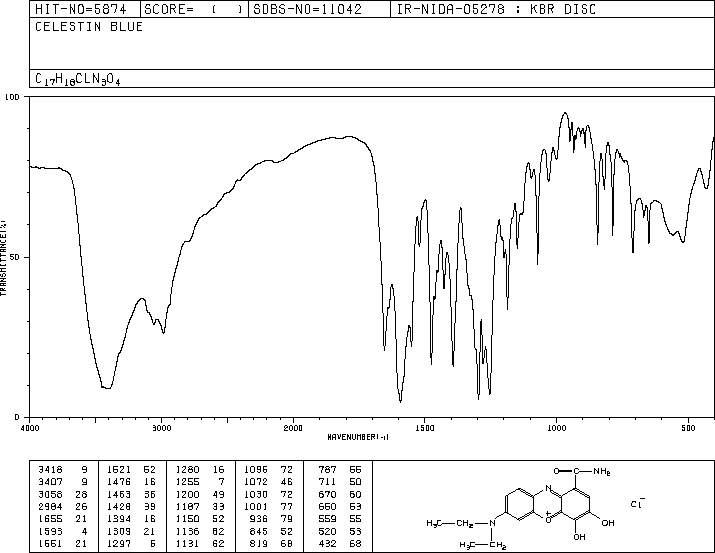 HIT-NO=5874 SCORE= ( ) SDBS-NO=11042 IR-NIDA-05278 : KBR DISC
CELESTIN BLUE
C17H18CLN3O4
100
TRANSMITTANCE(%)
50
0
4000 3000 2000 1500 1000 500
WAVENUMBER(-1)
3418 9 1521 52 1280 16 1096 72 787 56
3407 9 1476 16 1255 7 1072 46 711 50
3058 28 1463 36 1200 49 1030 72 670 60
2984 26 1428 39 1187 33 1001 77 650 53
1655 21 1394 16 1150 52 936 79 559 55
1593 4 1309 21 1136 62 845 52 520 53
1551 21 1297 5 1131 62 819 68 432 68
O C NH2
N
Cl−
H3C CH2 N O+ OH
H3C CH2 OH